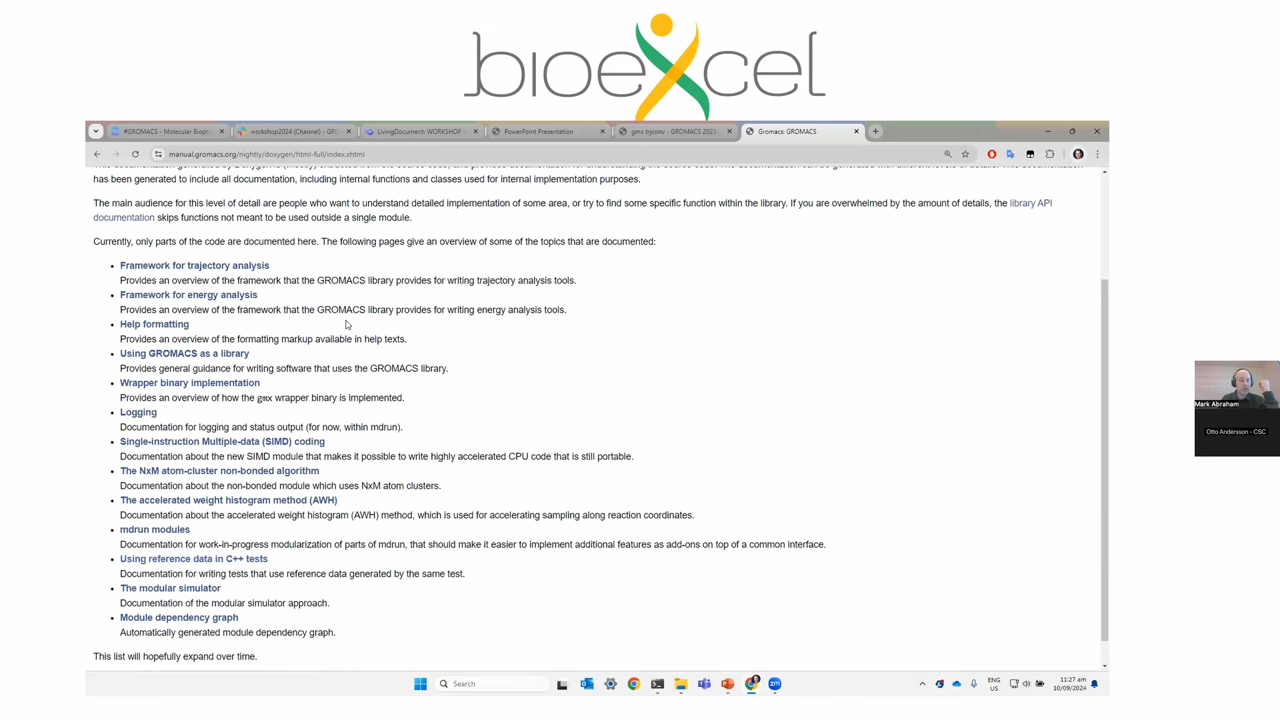 bioexcel
#GROMACS - Molecular Bioph
workshop2024 (Channel) - GR
LivingDocument: WORKSHOP
PowerPoint Presentation
gmx trjconv - GROMACS 2023
Gromacs: GROMACS
manual.gromacs.org/nightly/doxygen/html-full/index.xhtml
has been generated to include all documentation, including internal functions and classes used for internal implementation purposes.
The main audience for this level of detail are people who want to understand detailed implementation of some area, or try to find some specific function within the library. If you are overwhelmed by the amount of details, the library API
documentation skips functions not meant to be used outside a single module.
Currently, only parts of the code are documented here. The following pages give an overview of some of the topics that are documented:
Framework for trajectory analysis
Provides an overview of the framework that the GROMACS library provides for writing trajectory analysis tools.
Framework for energy analysis
Provides an overview of the framework that the GROMACS library provides for writing energy analysis tools.
Help formatting
Provides an overview of the formatting markup available in help texts.
Using GROMACS as a library
Provides general guidance for writing software that uses the GROMACS library.
Wrapper binary implementation
Provides an overview of how the gmx wrapper binary is implemented.
Logging
Documentation for logging and status output (for now, within mdrun).
Single-instruction Multiple-data (SIMD) coding
Documentation about the new SIMD module that makes it possible to write highly accelerated CPU code that is still portable.
The NxM atom-cluster non-bonded algorithm
Documentation about the non-bonded module which uses NxM atom clusters.
The accelerated weight histogram method (AWH)
Documentation about the accelerated weight histogram (AWH) method, which is used for accelerating sampling along reaction coordinates.
mdrun modules
Documentation for work-in-progress modularization of parts of mdrun, that should make it easier to implement additional features as add-ons on top of a common interface.
Using reference data in C++ tests
Documentation for writing tests that use reference data generated by the same test.
The modular simulator
Documentation of the modular simulator approach.
Module dependency graph
Automatically generated module dependency graph.
This list will hopefully expand over time.
Mark Abraham
Otto Andersson - CSC
Search
ENG
US
11:27 am
10/09/2024